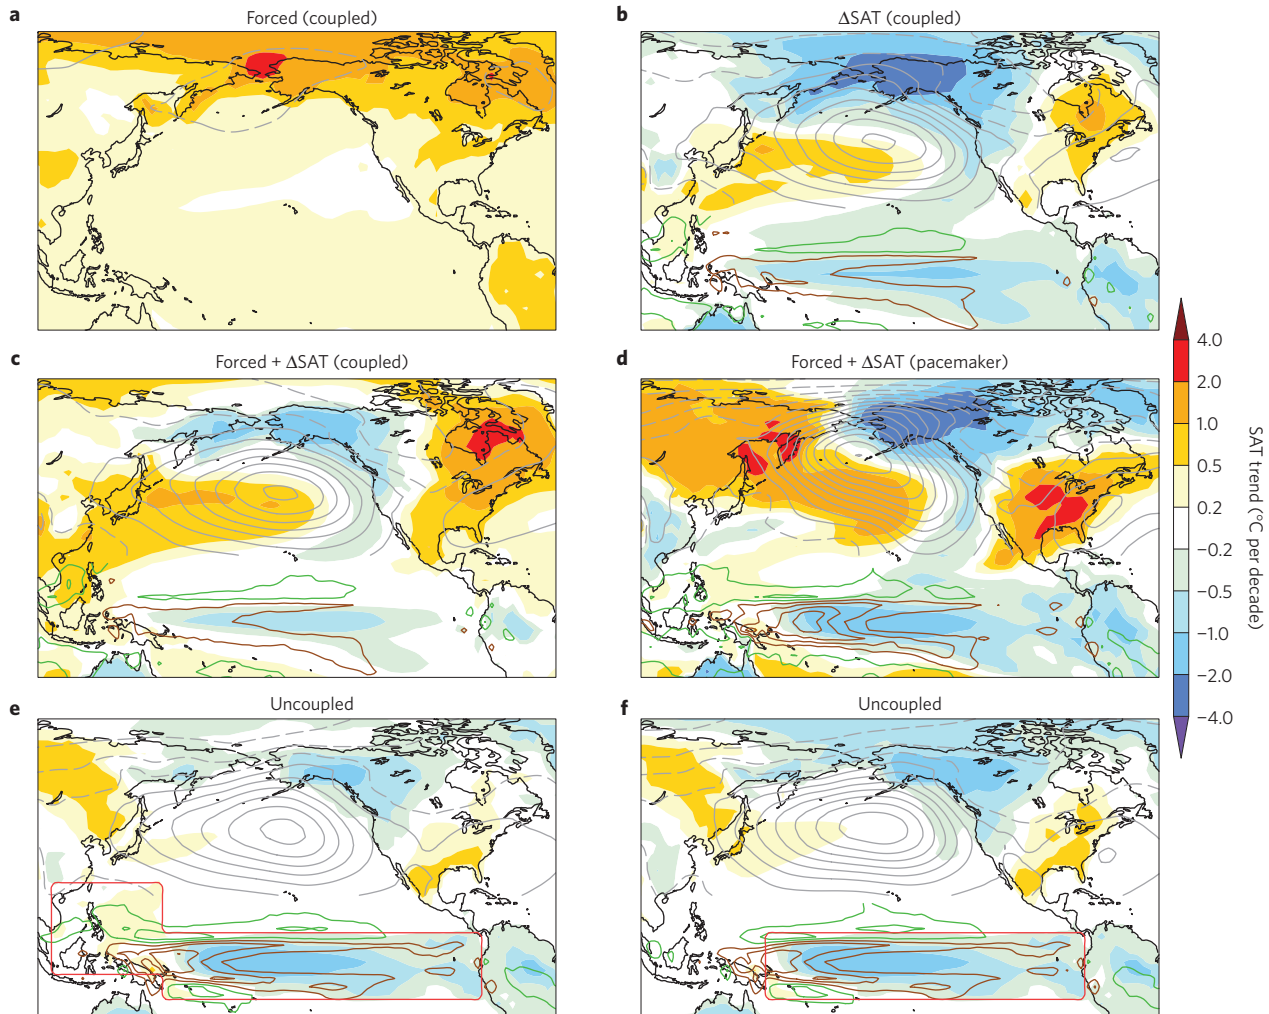 a Forced (coupled)
b ΔSAT (coupled)
c Forced + ΔSAT (coupled)
d Forced + ΔSAT (pacemaker)
e Uncoupled
f Uncoupled
4.0
2.0
1.0
0.5
0.2
−0.2
−0.5
−1.0
−2.0
−4.0
SAT trend (°C per decade)